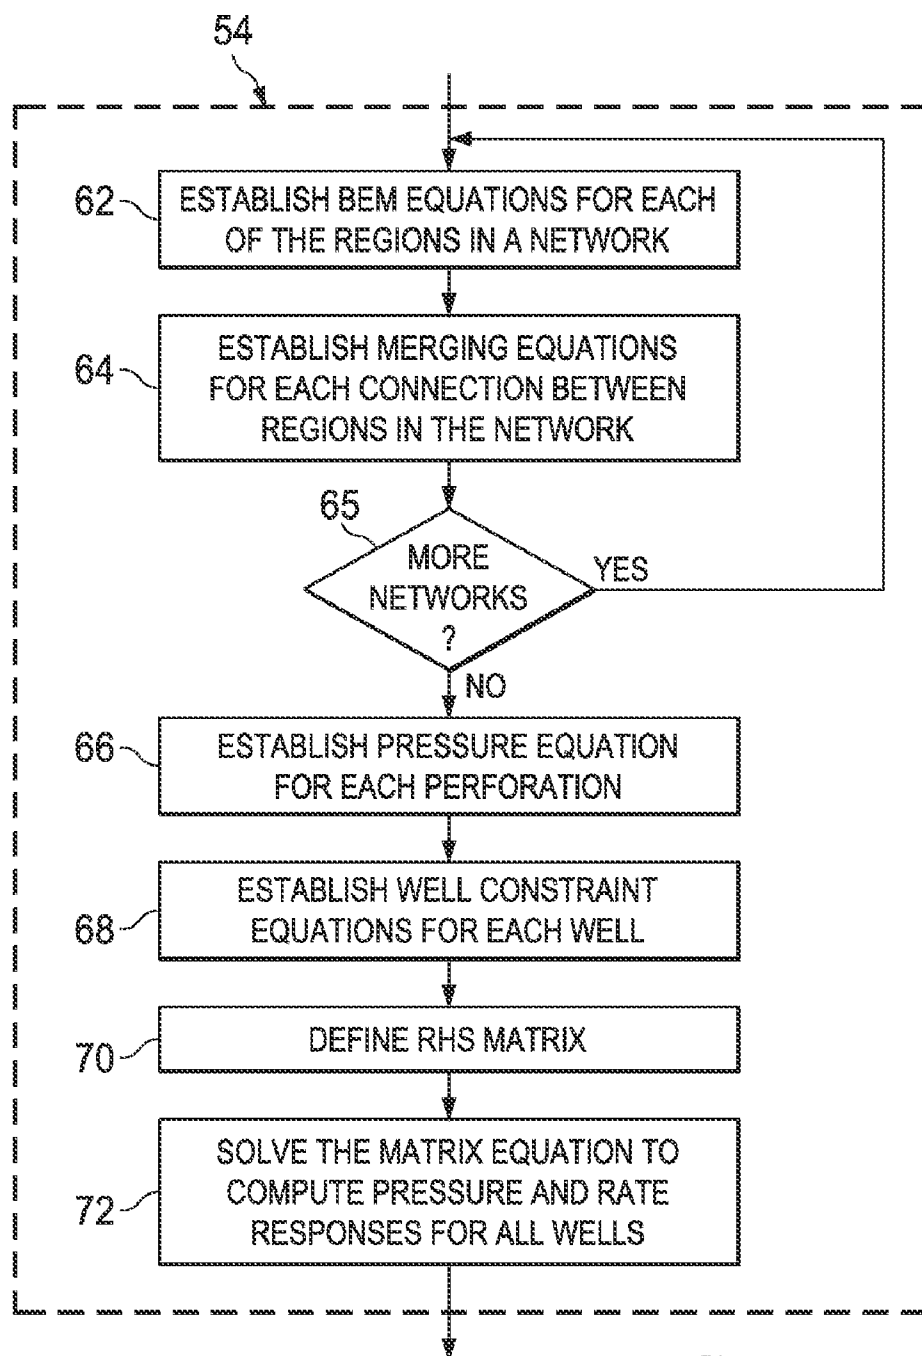 54
62
ESTABLISH BEM EQUATIONS FOR EACH
OF THE REGIONS IN A NETWORK
64
ESTABLISH MERGING EQUATIONS
FOR EACH CONNECTION BETWEEN
REGIONS IN THE NETWORK
65
MORE
NETWORKS
?
YES
NO
66
ESTABLISH PRESSURE EQUATION
FOR EACH PERFORATION
68
ESTABLISH WELL CONSTRAINT
EQUATIONS FOR EACH WELL
70
DEFINE RHS MATRIX
72
SOLVE THE MATRIX EQUATION TO
COMPUTE PRESSURE AND RATE
RESPONSES FOR ALL WELLS